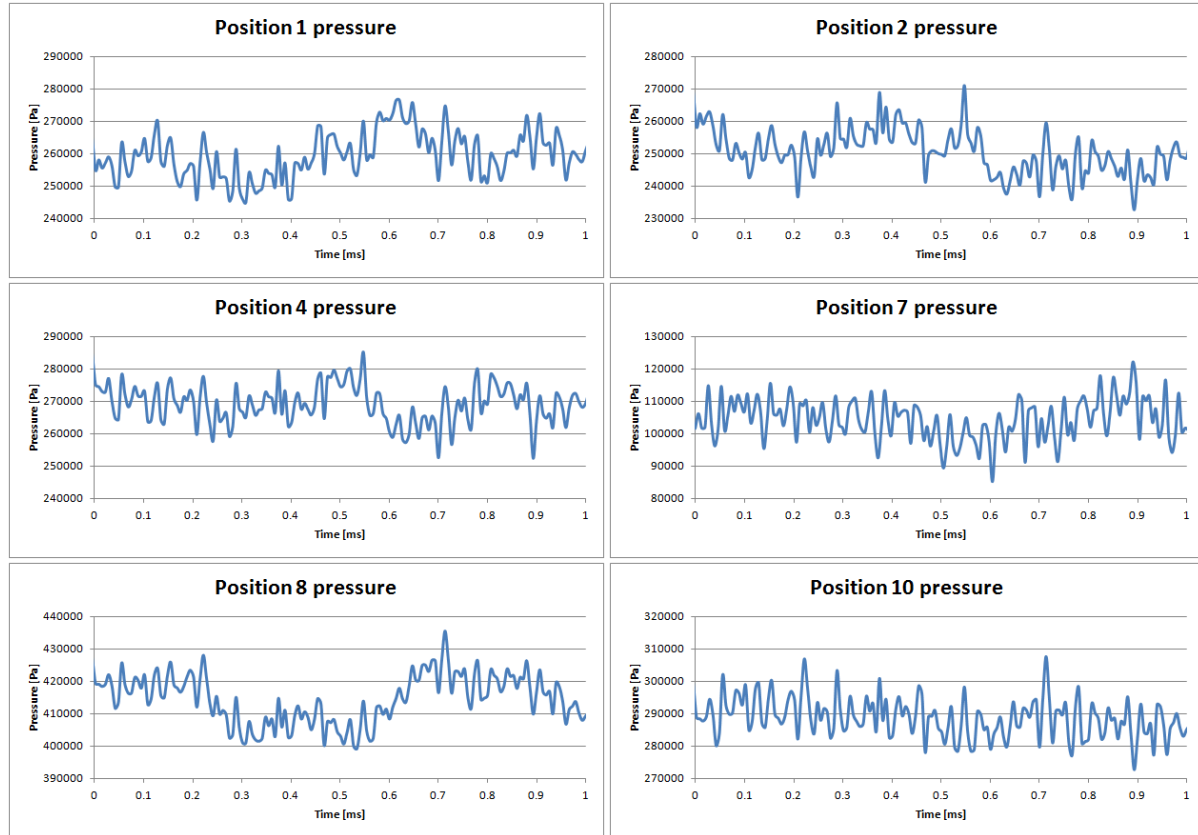 Position 1 pressure
Pressure [Pa]
290000
280000
270000
260000
250000
240000
0 0.1 0.2 0.3 0.4 0.5 0.6 0.7 0.8 0.9 1
Time [ms]
Position 2 pressure
Pressure [Pa]
280000
270000
260000
250000
240000
230000
0 0.1 0.2 0.3 0.4 0.5 0.6 0.7 0.8 0.9 1
Time [ms]
Position 4 pressure
Pressure [Pa]
290000
280000
270000
260000
250000
240000
0 0.1 0.2 0.3 0.4 0.5 0.6 0.7 0.8 0.9 1
Time [ms]
Position 7 pressure
Pressure [Pa]
130000
120000
110000
100000
90000
80000
0 0.1 0.2 0.3 0.4 0.5 0.6 0.7 0.8 0.9 1
Time [ms]
Position 8 pressure
Pressure [Pa]
440000
430000
420000
410000
400000
390000
0 0.1 0.2 0.3 0.4 0.5 0.6 0.7 0.8 0.9 1
Time [ms]
Position 10 pressure
Pressure [Pa]
320000
310000
300000
290000
280000
270000
0 0.1 0.2 0.3 0.4 0.5 0.6 0.7 0.8 0.9 1
Time [ms]